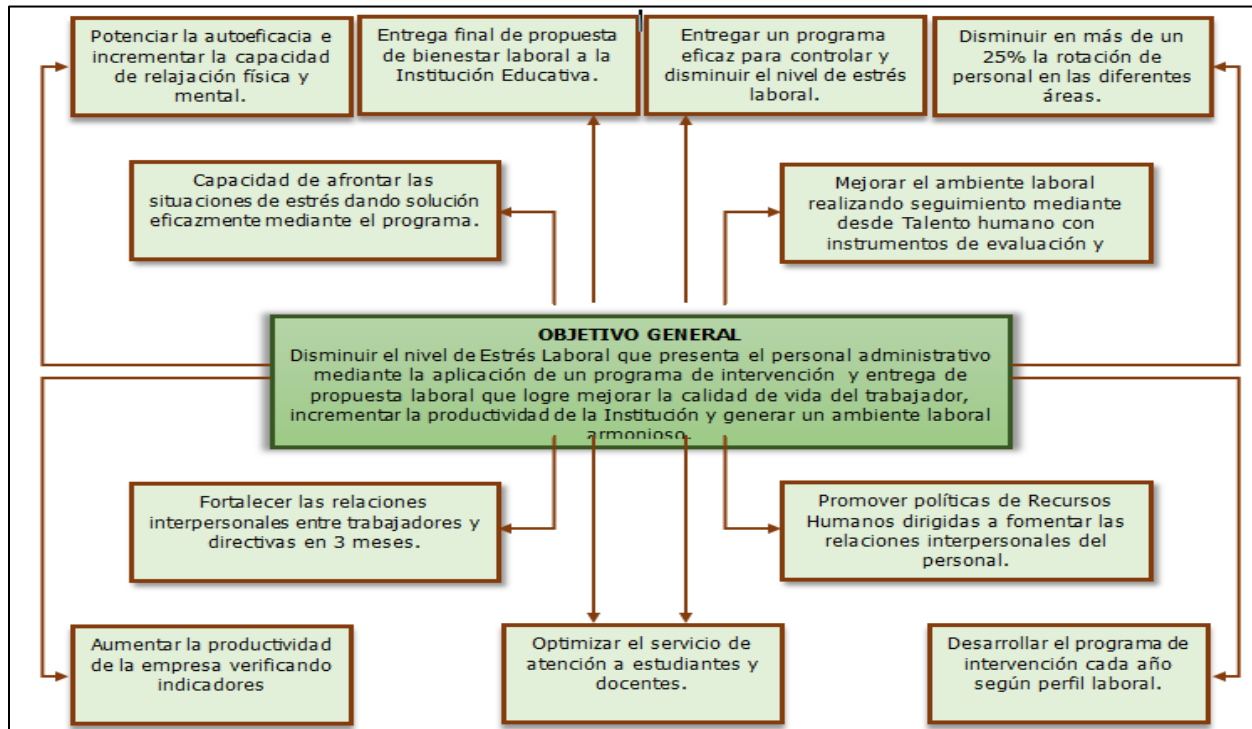 Potenciar la autoeficacia e
incrementar la capacidad
de relajación física y
mental.
Entrega final de propuesta
de bienestar laboral a la
Institución Educativa.
Entregar un programa
eficaz para controlar y
disminuir el nivel de estrés
laboral.
Disminuir en más de un
25% la rotación de
personal en las diferentes
áreas.
Capacidad de afrontar las
situaciones de estrés dando solución
eficazmente mediante el programa.
Mejorar el ambiente laboral
realizando seguimiento mediante
desde Talento humano con
instrumentos de evaluación y
OBJETIVO GENERAL
Disminuir el nivel de Estrés Laboral que presenta el personal administrativo
mediante la aplicación de un programa de intervención y entrega de
propuesta laboral que logre mejorar la calidad de vida del trabajador,
incrementar la productividad de la Institución y generar un ambiente laboral
armonioso.
Fortalecer las relaciones
interpersonales entre trabajadores y
directivas en 3 meses.
Promover políticas de Recursos
Humanos dirigidas a fomentar las
relaciones interpersonales del
personal.
Aumentar la productividad
de la empresa verificando
indicadores
Optimizar el servicio de
atención a estudiantes y
docentes.
Desarrollar el programa de
intervención cada año
según perfil laboral.